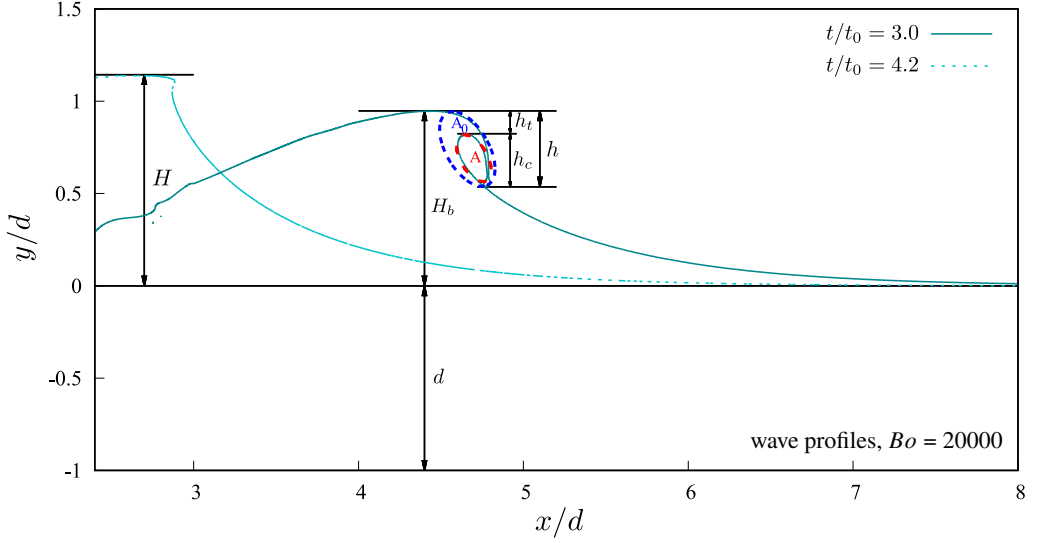 1.5
t/t₀ = 3.0
t/t₀ = 4.2
1
A₀
hₜ
h
A
h_c
H
0.5
H_b
y/d
0
d
-0.5
wave profiles, Bo = 20000
-1
3
4
5
6
7
8
x/d